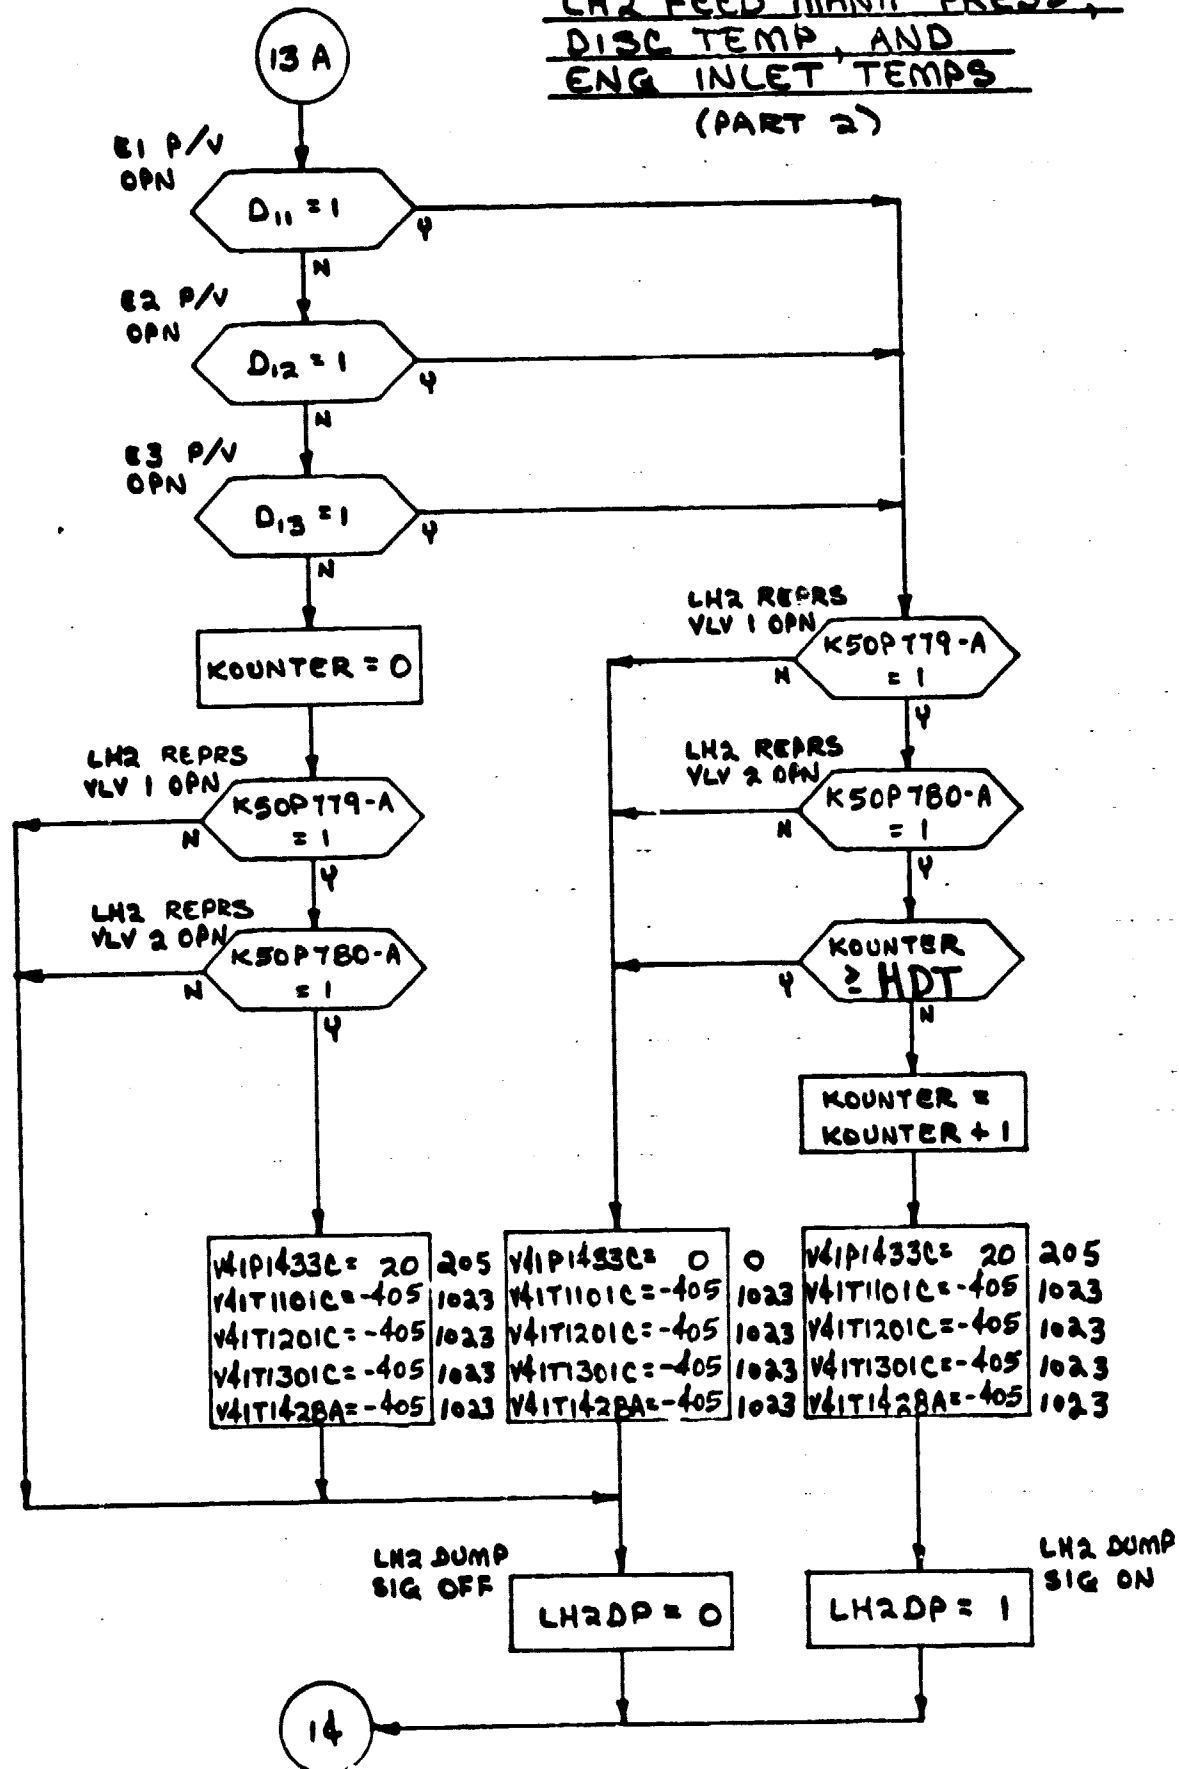 LH2 FEED MANIF PRESS,
DISC TEMP, AND
ENG INLET TEMPS
(PART 2)
13 A
E1 P/V
OPN
D11 = 1
Y
N
E2 P/V
OPN
D12 = 1
Y
N
E3 P/V
OPN
D13 = 1
Y
N
KOUNTER = 0
LH2 REPRS
VLV 1 OPN
K50P779-A
= 1
N
Y
LH2 REPRS
VLV 2 OPN
K50P780-A
= 1
N
Y
LH2 REPRS
VLV 1 OPN
K50P779-A
= 1
N
Y
LH2 REPRS
VLV 2 OPN
K50P780-A
= 1
N
Y
KOUNTER
≥ HDT
Y
N
KOUNTER =
KOUNTER + 1
V41P1433C= 20 205
V41T1101C=-405 1023
V41T1201C=-405 1023
V41T1301C=-405 1023
V41T1428A=-405 1023
V41P1433C= 0 0
V41T1101C=-405 1023
V41T1201C=-405 1023
V41T1301C=-405 1023
V41T1428A=-405 1023
V41P1433C= 20 205
V41T1101C=-405 1023
V41T1201C=-405 1023
V41T1301C=-405 1023
V41T1428A=-405 1023
LH2 DUMP
SIG OFF
LH2DP = 0
LH2 DUMP
SIG ON
LH2DP = 1
14